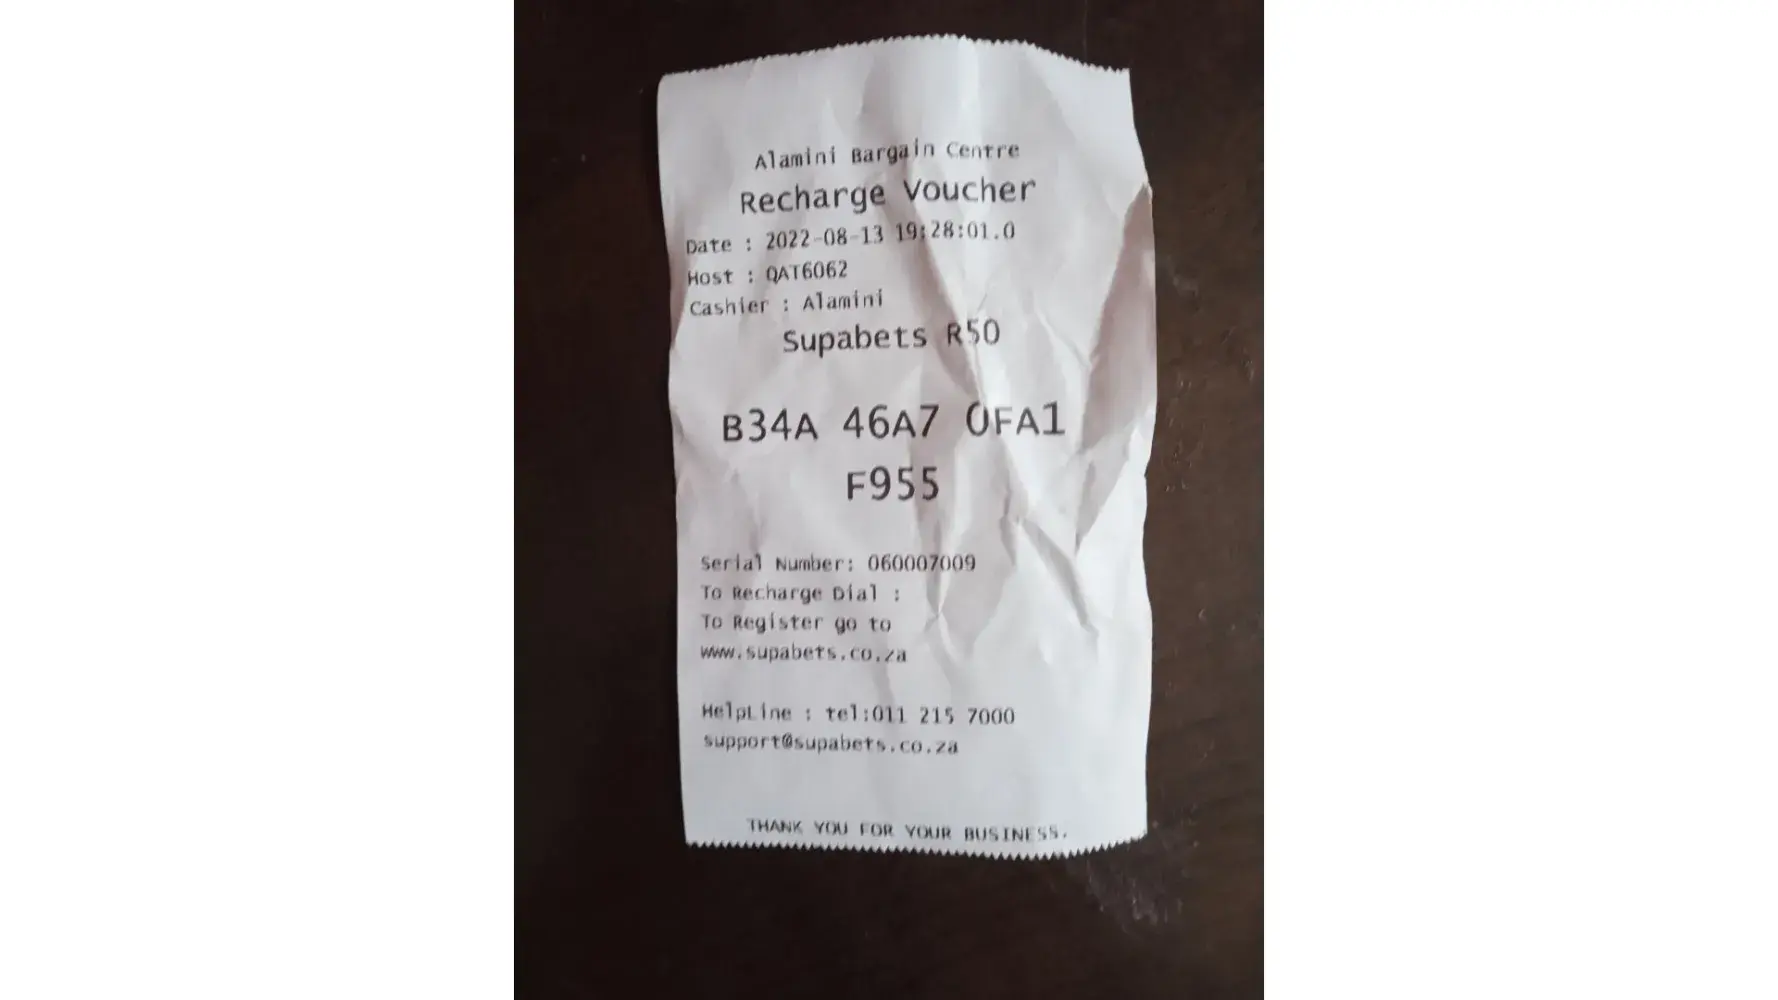 Alamini Bargain Centre
Recharge Voucher
Date : 2022-08-13 19:28:01.0
Host : QAT6062
Cashier : Alamini
Supabets R50
B34A 46A7 0FA1
F955
Serial Number: 060007009
To Recharge Dial :
To Register go to
www.supabets.co.za
HelpLine : tel:011 215 7000
support@supabets.co.za
THANK YOU FOR YOUR BUSINESS.